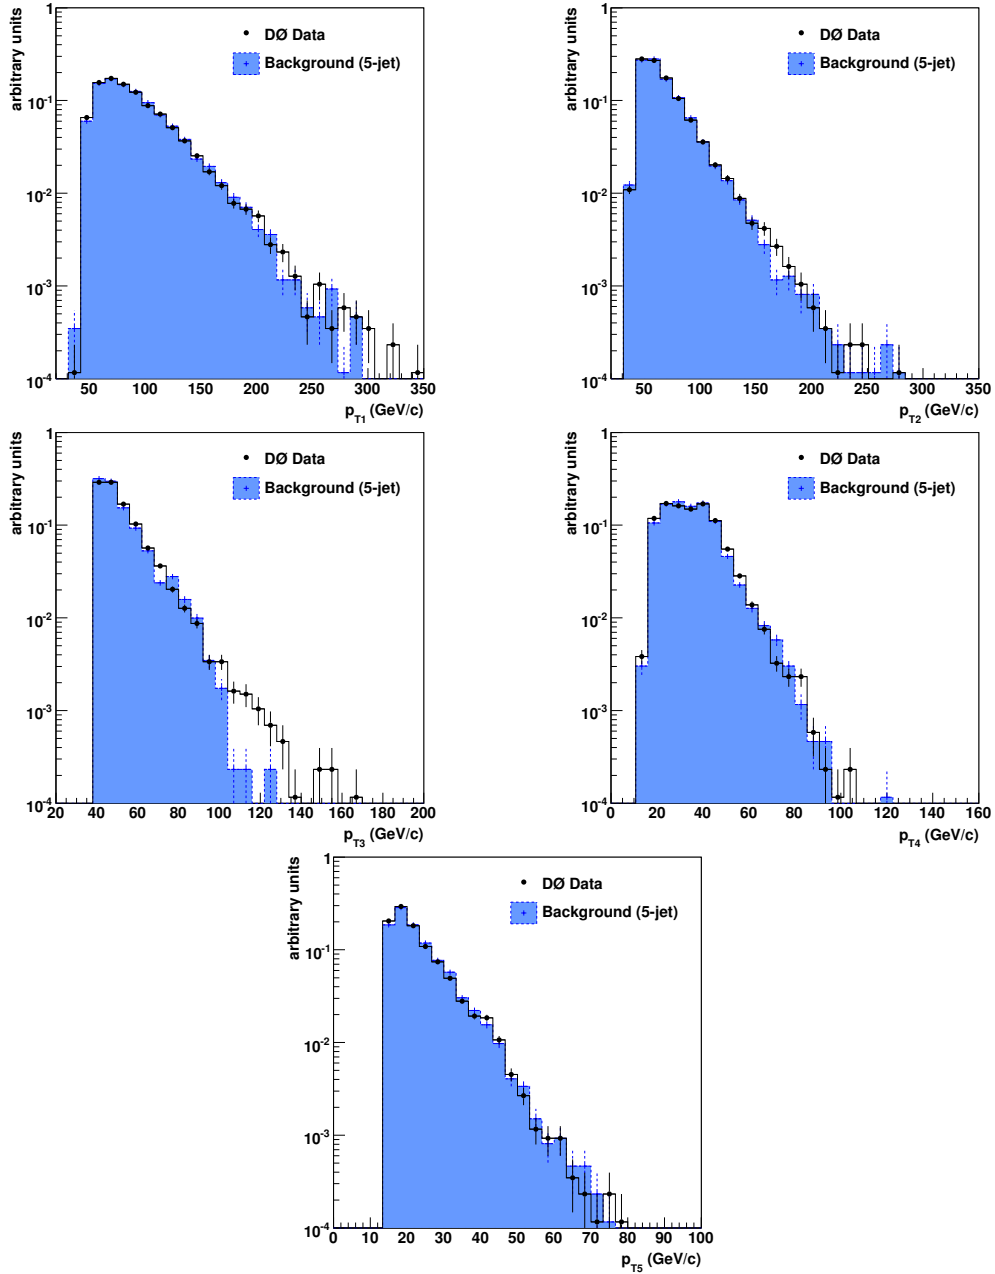 arbitrary units
1
10-1
10-2
10-3
10-4
DØ Data
Background (5-jet)
50 100 150 200 250 300 350
pT1 (GeV/c)
arbitrary units
1
10-1
10-2
10-3
10-4
DØ Data
Background (5-jet)
50 100 150 200 250 300 350
pT2 (GeV/c)
arbitrary units
1
10-1
10-2
10-3
10-4
DØ Data
Background (5-jet)
20 40 60 80 100 120 140 160 180 200
pT3 (GeV/c)
arbitrary units
1
10-1
10-2
10-3
10-4
DØ Data
Background (5-jet)
0 20 40 60 80 100 120 140 160
pT4 (GeV/c)
arbitrary units
1
10-1
10-2
10-3
10-4
DØ Data
Background (5-jet)
0 10 20 30 40 50 60 70 80 90 100
pT5 (GeV/c)